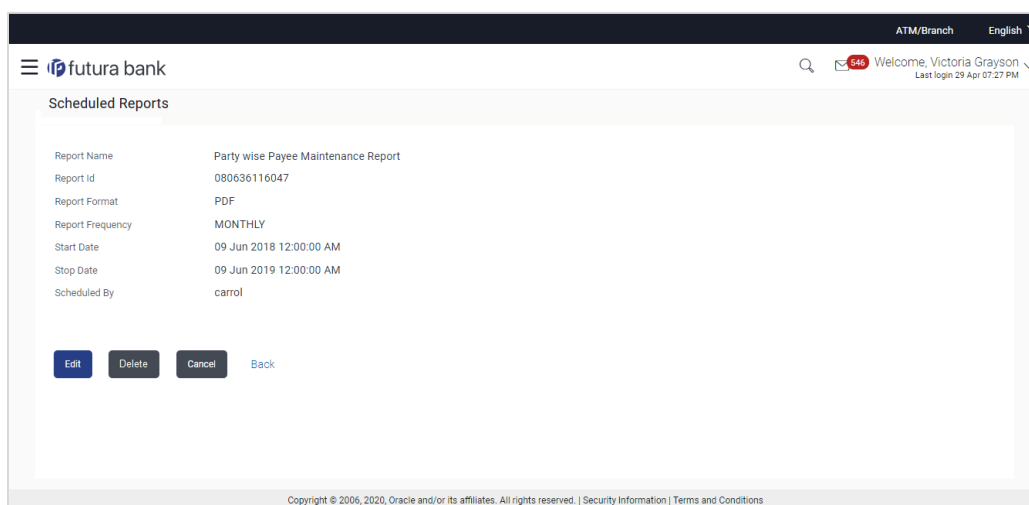 ATM/Branch English
futura bank
546 Welcome, Victoria Grayson
Last login 29 Apr 07:27 PM
Scheduled Reports
Report Name Party wise Payee Maintenance Report
Report Id 080636116047
Report Format PDF
Report Frequency MONTHLY
Start Date 09 Jun 2018 12:00:00 AM
Stop Date 09 Jun 2019 12:00:00 AM
Scheduled By carrol
Edit Delete Cancel Back
Copyright © 2006, 2020, Oracle and/or its affiliates. All rights reserved. | Security Information | Terms and Conditions